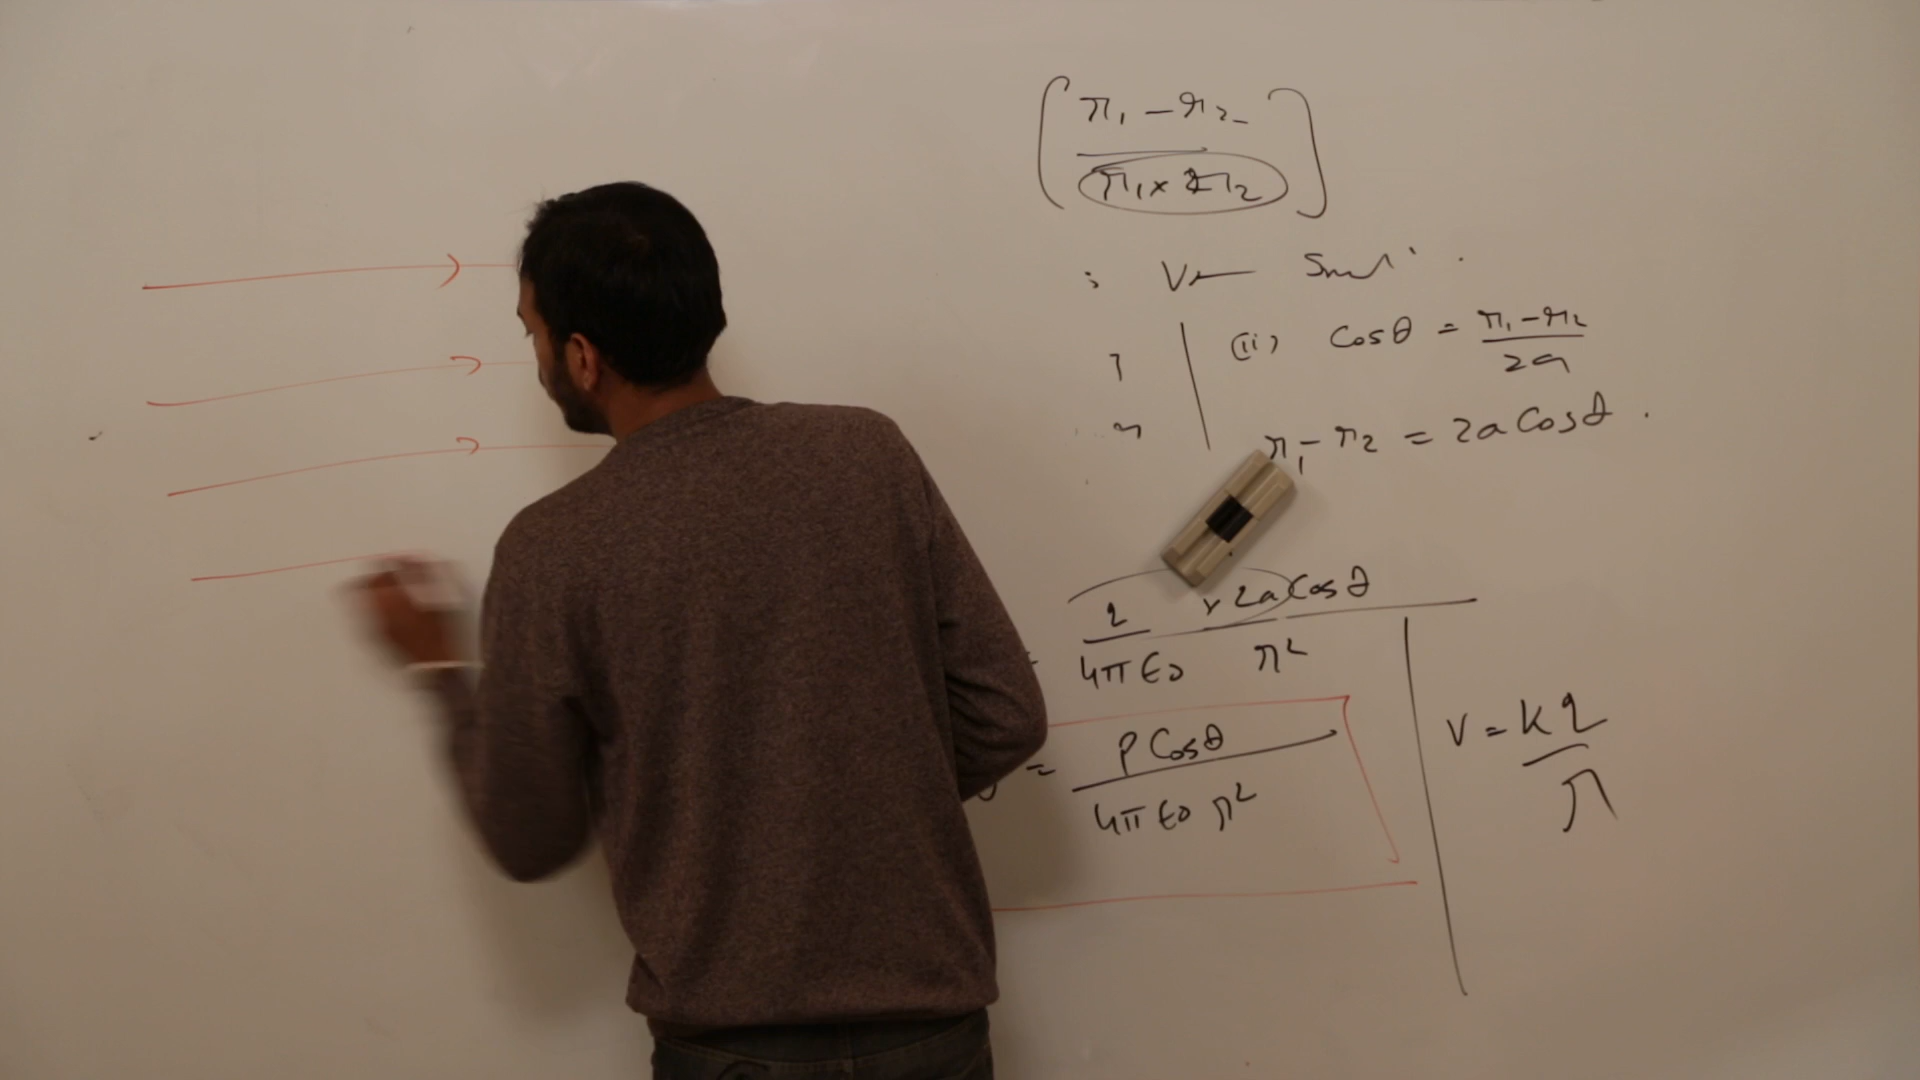 (r₁ - r₂ / r₁ × r₂)
: V Small .
(ii) Cosθ = r₁ - r₂ / 2a
r₁ - r₂ = 2a Cosθ .
= q × 2a Cosθ / 4πε₀ r²
= P Cosθ / 4πε₀ r²
V = kq / r